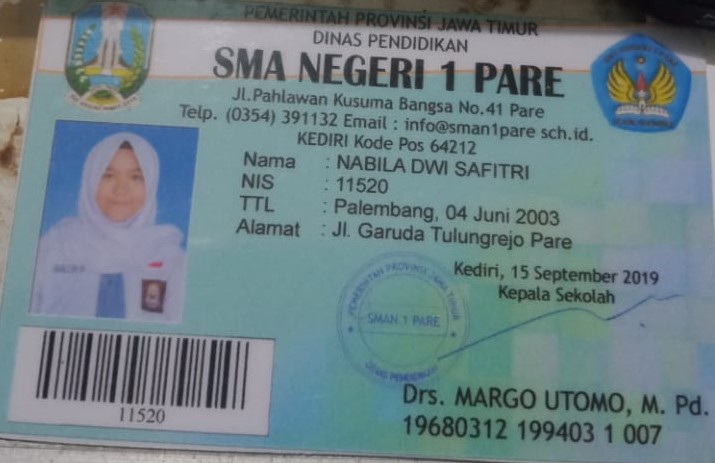 PEMERINTAH PROVINSI JAWA TIMUR
DINAS PENDIDIKAN
SMA NEGERI 1 PARE
Jl.Pahlawan Kusuma Bangsa No.41 Pare
Telp. (0354) 391132 Email : info@sman1pare sch.id.
KEDIRI Kode Pos 64212
Nama : NABILA DWI SAFITRI
NIS : 11520
TTL : Palembang, 04 Juni 2003
Alamat : Jl. Garuda Tulungrejo Pare
Kediri, 15 September 2019
Kepala Sekolah
PEMERINTAH PROVINSI JAWA TIMUR
SMAN 1 PARE
DINAS PENDIDIKAN
11520
Drs. MARGO UTOMO, M. Pd.
19680312 199403 1 007